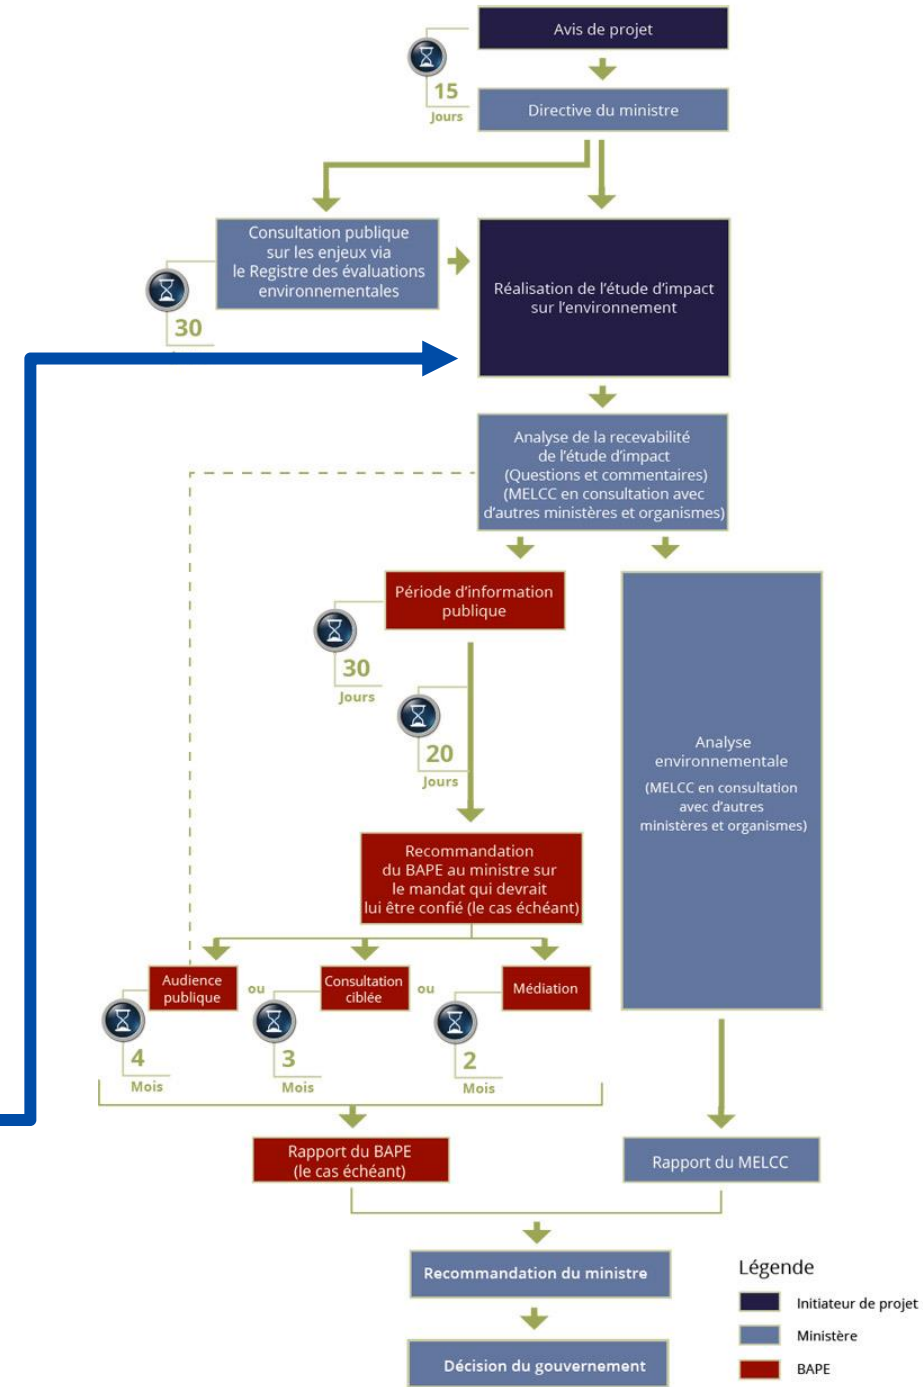 Avis de projet
15
Jours
Directive du ministre
Consultation publique
sur les enjeux via
le Registre des évaluations
environnementales
30
Réalisation de l'étude d'impact
sur l'environnement
Analyse de la recevabilité
de l'étude d'impact
(Questions et commentaires)
(MELCC en consultation avec
d'autres ministères et organismes)
Période d'information
publique
30
Jours
20
Jours
Analyse
environnementale
(MELCC en consultation
avec d'autres
ministères et organismes)
Recommandation
du BAPE au ministre sur
le mandat qui devrait
lui être confié (le cas échéant)
Audience
publique
ou
Consultation
ciblée
ou
Médiation
4
Mois
3
Mois
2
Mois
Rapport du BAPE
(le cas échéant)
Rapport du MELCC
Recommandation du ministre
Décision du gouvernement
Légende
Initiateur de projet
Ministère
BAPE